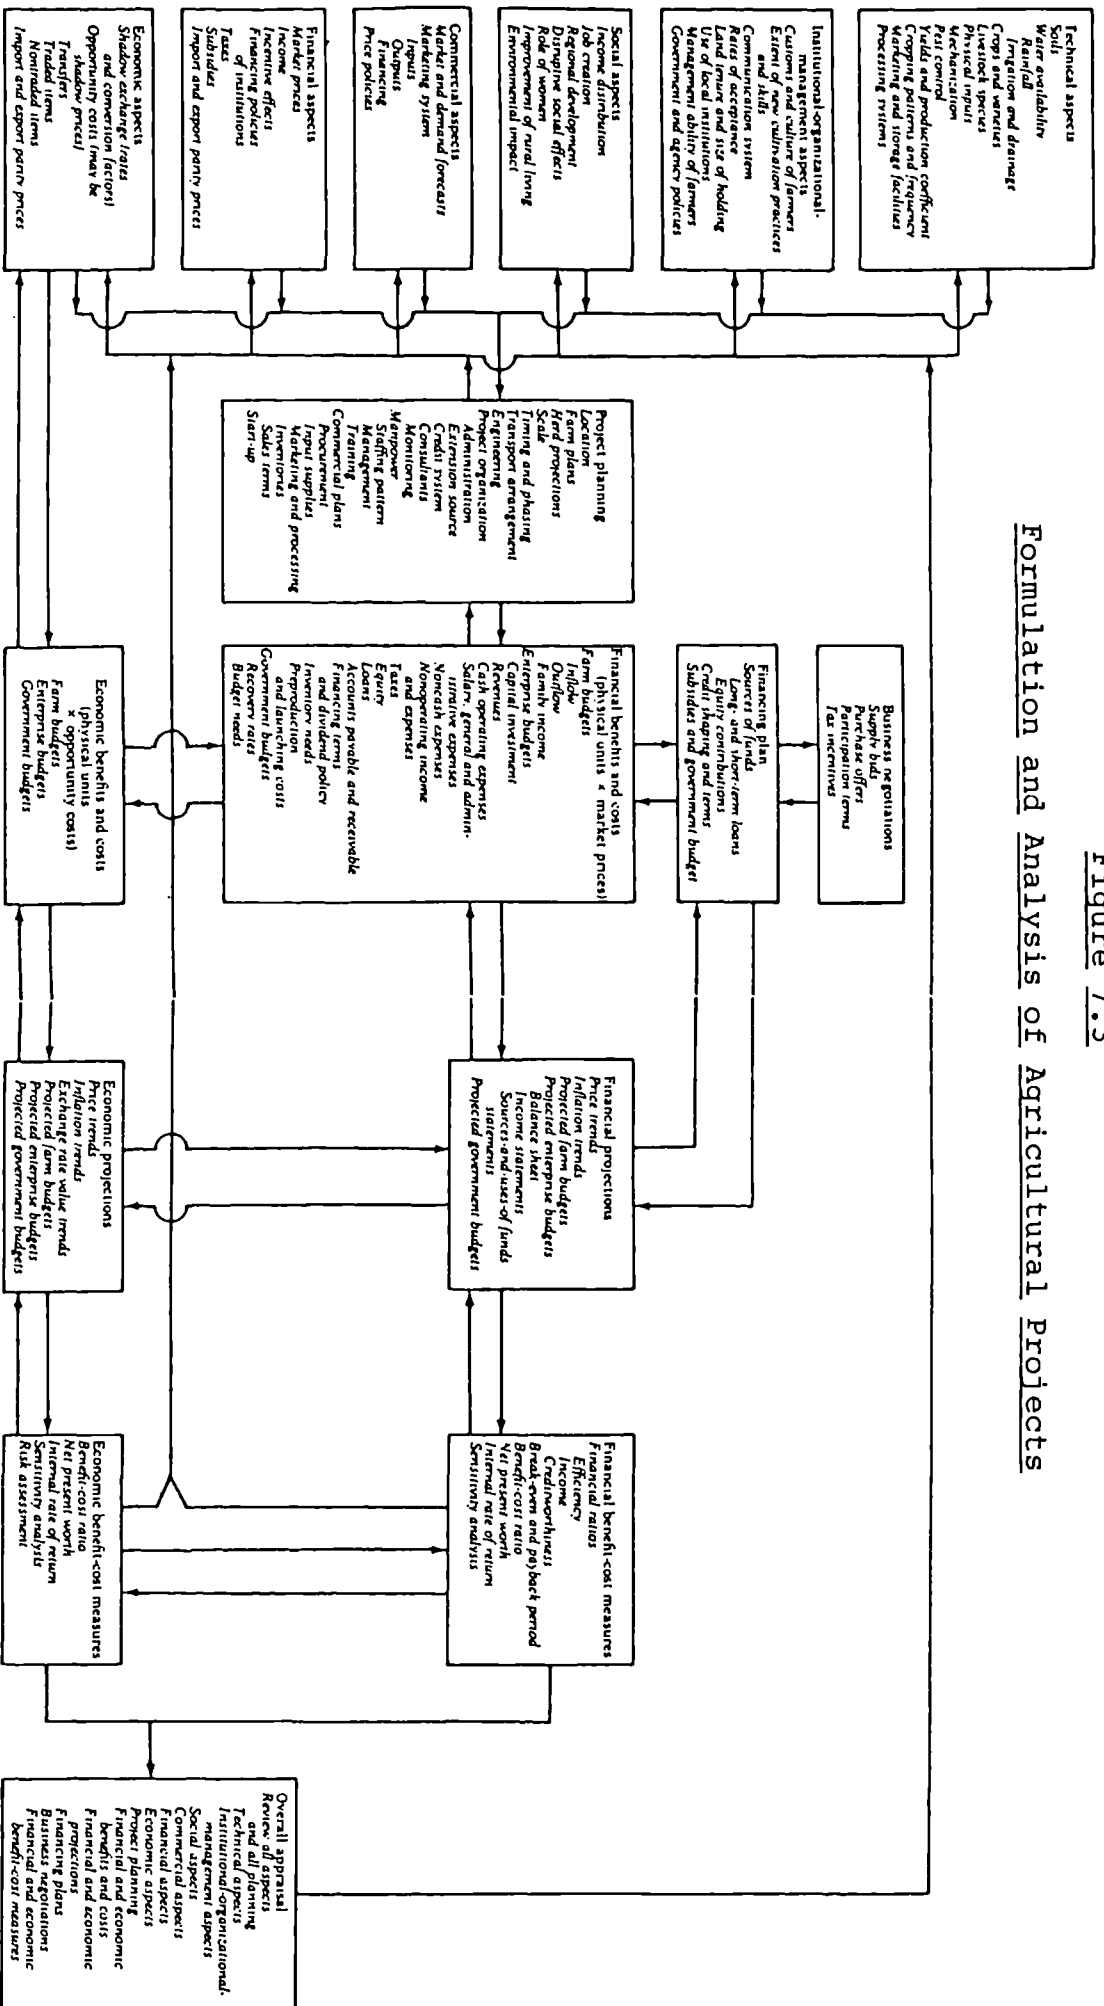 Figure 7.3
Formulation and Analysis of Agricultural Projects
Technical aspects
Soils
Water availability
Rainfall
Irrigation and drainage
Crops and varieties
Livestock species
Physical inputs
Mechanization
Pest control
Yields and production coefficient
Cropping patterns and frequency
Marketing and storage facilities
Processing systems
Institutional-organizational-
management aspects
Customs and culture of farmers
Extent of new cultivation practices
and skills
Communication system
Rates of acceptance
Land tenure and size of holding
Use of local institutions
Management ability of farmers
Government and agency policies
Social aspects
Income distribution
Job creation
Regional development
Disruptive social effects
Role of women
Improvement of rural living
Environmental impact
Commercial aspects
Market and demand forecasts
Marketing system
Inputs
Outputs
Financing
Price policies
Financial aspects
Market prices
Income
Incentive effects
Financing policies
of institutions
Taxes
Subsidies
Import and export parity prices
Economic aspects
Shadow exchange rates
and conversion factors)
Opportunity costs (may be
shadow prices)
Transfers
Traded items
Nontraded items
Import and export parity prices
Project planning
Location
Farm plans
Herd projections
Scale
Timing and phasing
Transport arrangement
Engineering
Project organization
Administration
Extension source
Credit system
Consultants
Monitoring
Manpower
Staffing pattern
Management
Training
Commercial plans
Procurement
Input supplies
Marketing and processing
Inventories
Sales terms
Start-up
Business negotiations
Supply bids
Purchase offers
Participation terms
Tax incentives
Financing plan
Sources of funds
Long- and short-term loans
Equity contributions
Credit shaping and terms
Subsidies and government budget
Financial benefits and costs
(physical units × market prices)
Farm budgets
Inflow
Outflow
Family income
Enterprise budgets
Capital investment
Revenues
Cash operating expenses
Salary, general and admin-
istrative expenses
Noncash expenses
Nonoperating income
and expenses
Taxes
Equity
Loans
Accounts payable and receivable
Financing terms
and dividend policy
Inventory needs
Preproduction
and launching costs
Government budgets
Recovery rates
Budget needs
Economic benefits and costs
(physical units
× opportunity costs)
Farm budgets
Enterprise budgets
Government budgets
Financial projections
Price trends
Inflation trends
Projected farm budgets
Projected enterprise budgets
Balance sheet
Income statements
Sources-and-uses-of funds
statements
Projected government budgets
Economic projections
Price trends
Inflation trends
Exchange rate value trends
Projected farm budgets
Projected enterprise budgets
Projected government budgets
Financial benefit-cost measures
Financial ratios
Efficiency
Income
Creditworthiness
Break-even and payback period
Benefit-cost ratio
Net present worth
Internal rate of return
Sensitivity analysis
Economic benefit-cost measures
Benefit-cost ratio
Net present worth
Internal rate of return
Sensitivity analysis
Risk assessment
Overall appraisal
Review: all aspects
and all planning
Technical aspects
Institutional-organizational-
management aspects
Social aspects
Commercial aspects
Financial aspects
Economic aspects
Project planning
Financial and economic
benefits and costs
Financial and economic
projections
Financing plans
Business negotiations
Financial and economic
benefit-cost measures